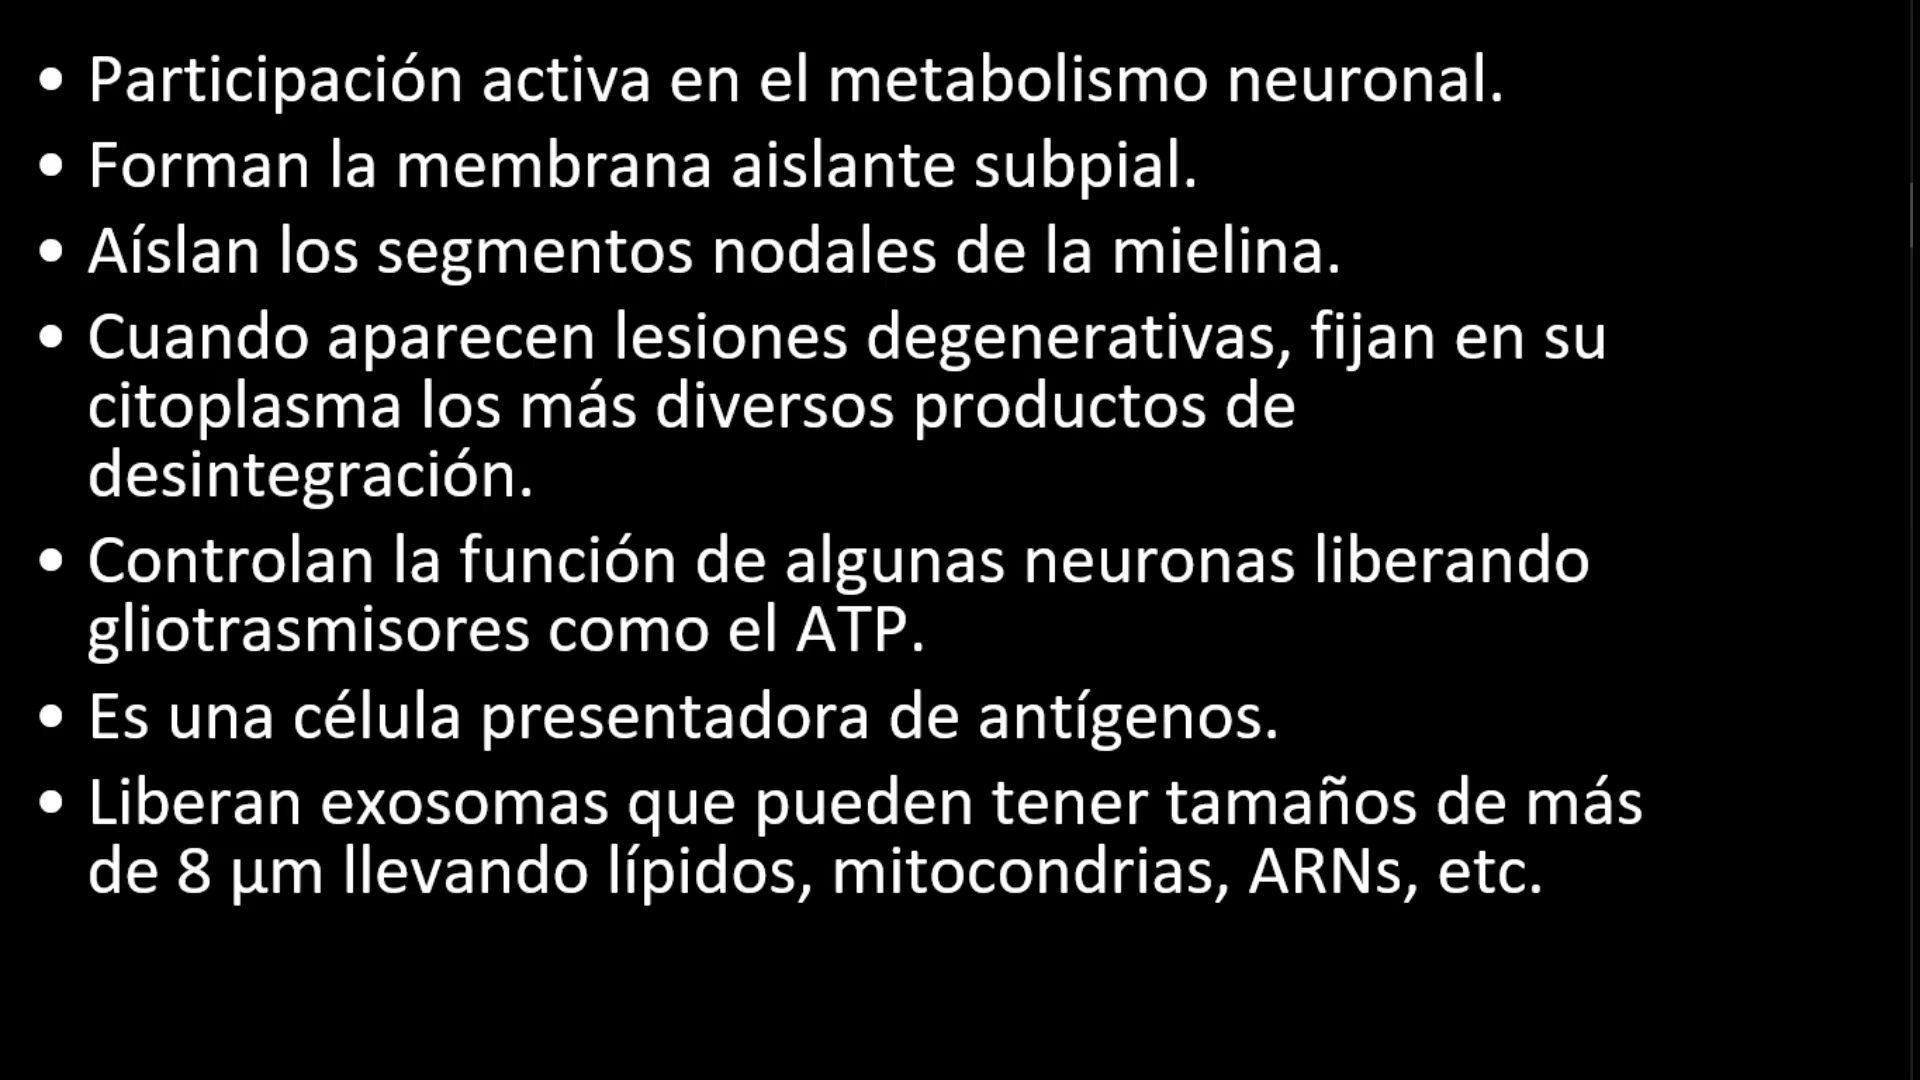 • Participación activa en el metabolismo neuronal.
• Forman la membrana aislante subpial.
• Aíslan los segmentos nodales de la mielina.
• Cuando aparecen lesiones degenerativas, fijan en su
citoplasma los más diversos productos de
desintegración.
• Controlan la función de algunas neuronas liberando
gliotrasmisores como el ATP.
• Es una célula presentadora de antígenos.
• Liberan exosomas que pueden tener tamaños de más
de 8 µm llevando lípidos, mitocondrias, ARNs, etc.